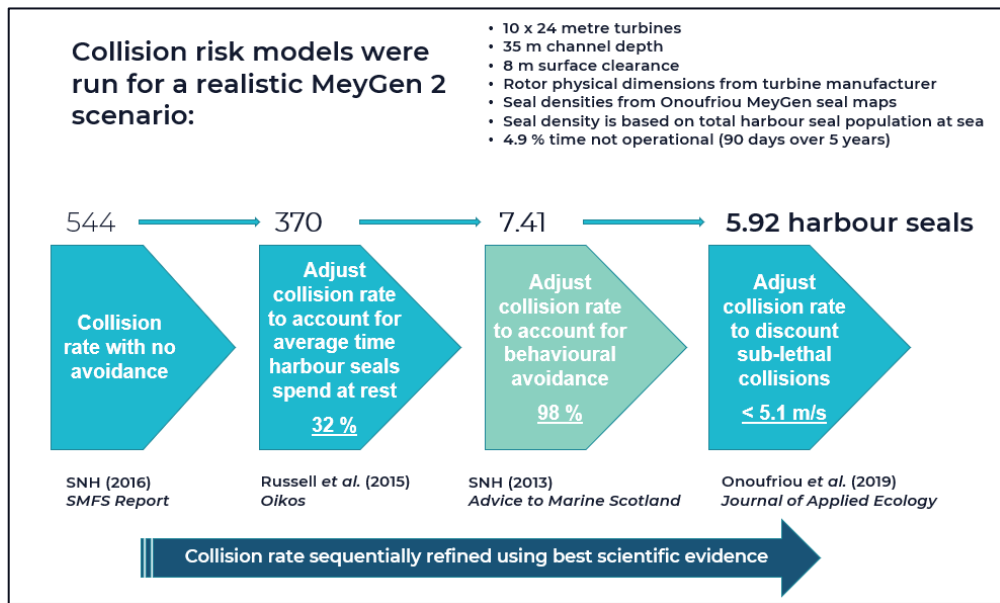 Collision risk models were
run for a realistic MeyGen 2
scenario:
• 10 x 24 metre turbines
• 35 m channel depth
• 8 m surface clearance
• Rotor physical dimensions from turbine manufacturer
• Seal densities from Onoufriou MeyGen seal maps
• Seal density is based on total harbour seal population at sea
• 4.9 % time not operational (90 days over 5 years)
544
370
7.41
5.92 harbour seals
Collision
rate with no
avoidance
Adjust
collision rate
to account for
average time
harbour seals
spend at rest
32 %
Adjust
collision rate
to account for
behavioural
avoidance
98 %
Adjust
collision rate
to discount
sub-lethal
collisions
< 5.1 m/s
SNH (2016)
SMFS Report
Russell et al. (2015)
Oikos
SNH (2013)
Advice to Marine Scotland
Onoufriou et al. (2019)
Journal of Applied Ecology
Collision rate sequentially refined using best scientific evidence